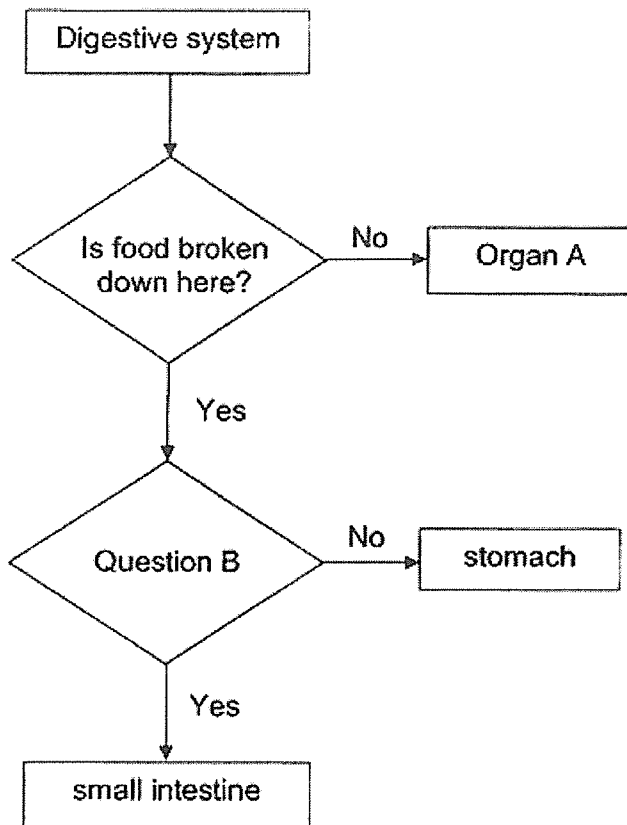 Digestive system
Is food broken
down here?
No
Organ A
Yes
Question B
No
stomach
Yes
small intestine